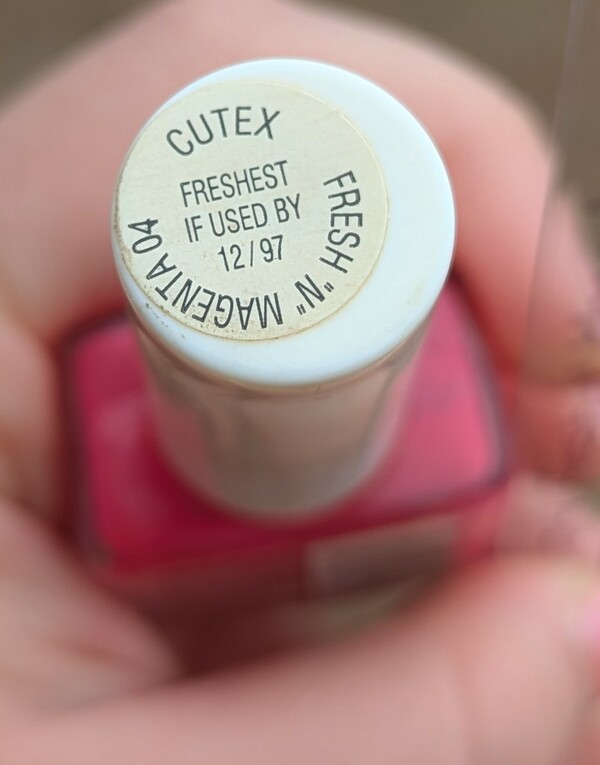 CUTEX
FRESHEST
IF USED BY
12/97
FRESH "N" MAGENTA 04